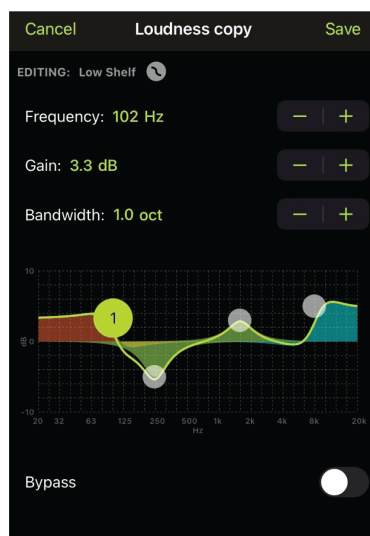 Cancel Loudness copy Save
EDITING: Low Shelf
Frequency: 102 Hz − +
Gain: 3.3 dB − +
Bandwidth: 1.0 oct − +
10
1
dB 0
-10
20 32 63 125 250 500 1k 2k 4k 8k 20k
Hz
Bypass